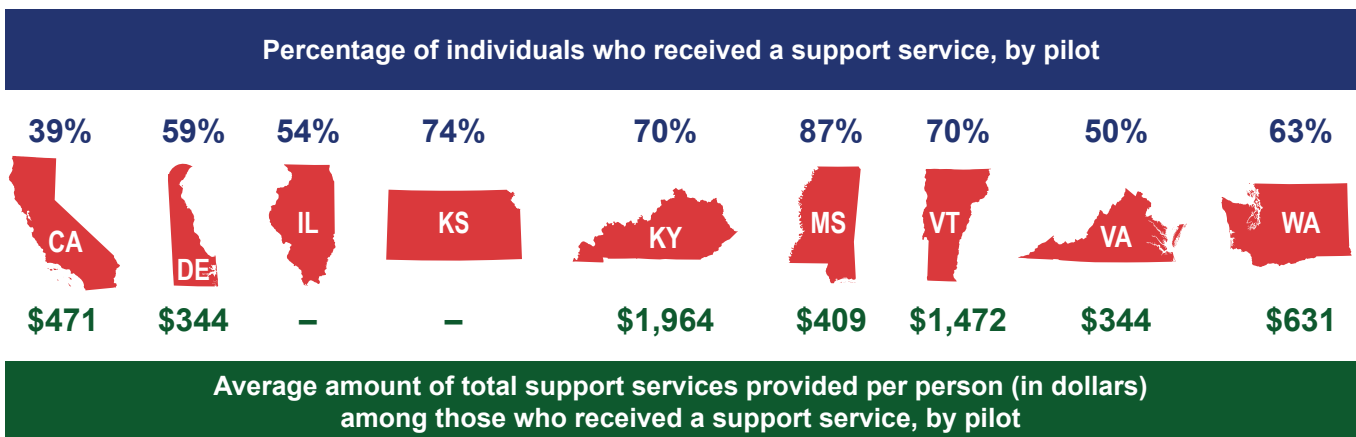 Percentage of individuals who received a support service, by pilot
39% 59% 54% 74% 70% 87% 70% 50% 63%
CA DE IL KS KY MS VT VA WA
$471 $344 – – $1,964 $409 $1,472 $344 $631
Average amount of total support services provided per person (in dollars)
among those who received a support service, by pilot